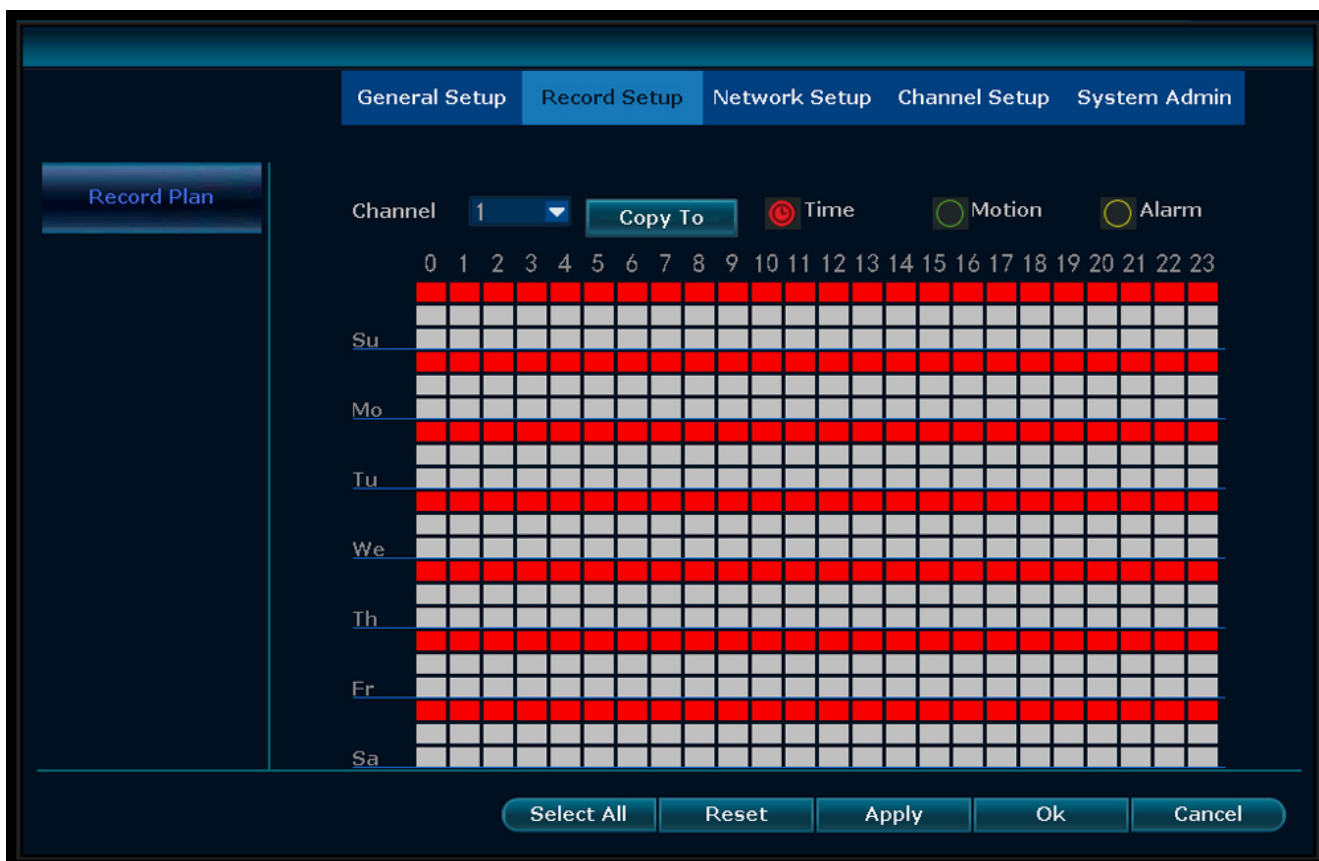 General Setup Record Setup Network Setup Channel Setup System Admin
Record Plan
Channel 1 Copy To Time Motion Alarm
0 1 2 3 4 5 6 7 8 9 10 11 12 13 14 15 16 17 18 19 20 21 22 23
Su
Mo
Tu
We
Th
Fr
Sa
Select All Reset Apply Ok Cancel